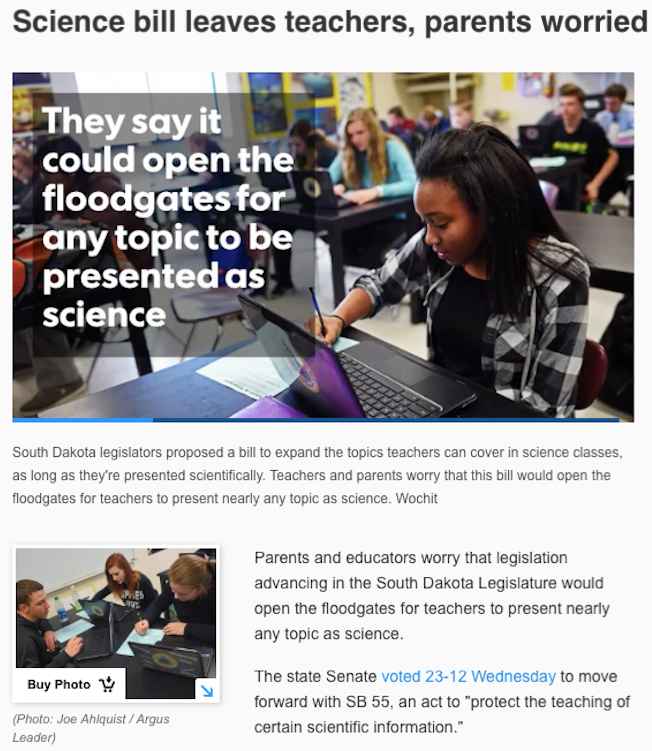 Science bill leaves teachers, parents worried
They say it
could open the
floodgates for
any topic to be
presented as
science
South Dakota legislators proposed a bill to expand the topics teachers can cover in science classes,
as long as they're presented scientifically. Teachers and parents worry that this bill would open the
floodgates for teachers to present nearly any topic as science. Wochit
Parents and educators worry that legislation
advancing in the South Dakota Legislature would
open the floodgates for teachers to present nearly
any topic as science.
Buy Photo
(Photo: Joe Ahlquist / Argus
Leader)
The state Senate voted 23-12 Wednesday to move
forward with SB 55, an act to "protect the teaching of
certain scientific information."